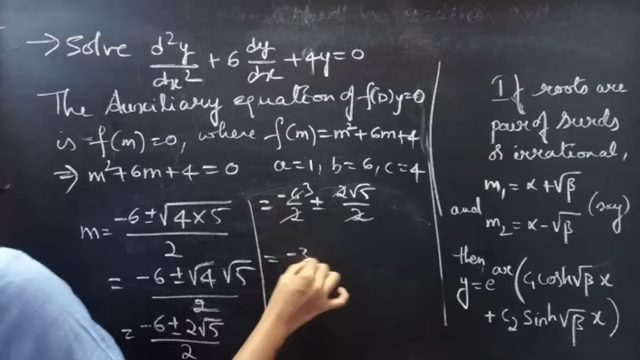 → Solve d²y/dx² + 6 dy/dx + 4y = 0
The Auxiliary equation of f(D)y=0
is f(m)=0, where f(m)=m²+6m+4
⇒ m²+6m+4=0 a=1, b=6, c=4
m = -6±√4×5 / 2
= -6±√4 √5 / 2
= -6±2√5 / 2
= -6 3/2 ± 2√5/2
= -3
If roots are
pair of surds
& irrational,
m₁ = α+√β
and m₂ = α-√β (say)
then
y = e^αx (C₁cosh√β x
+ C₂ Sinh√β x)